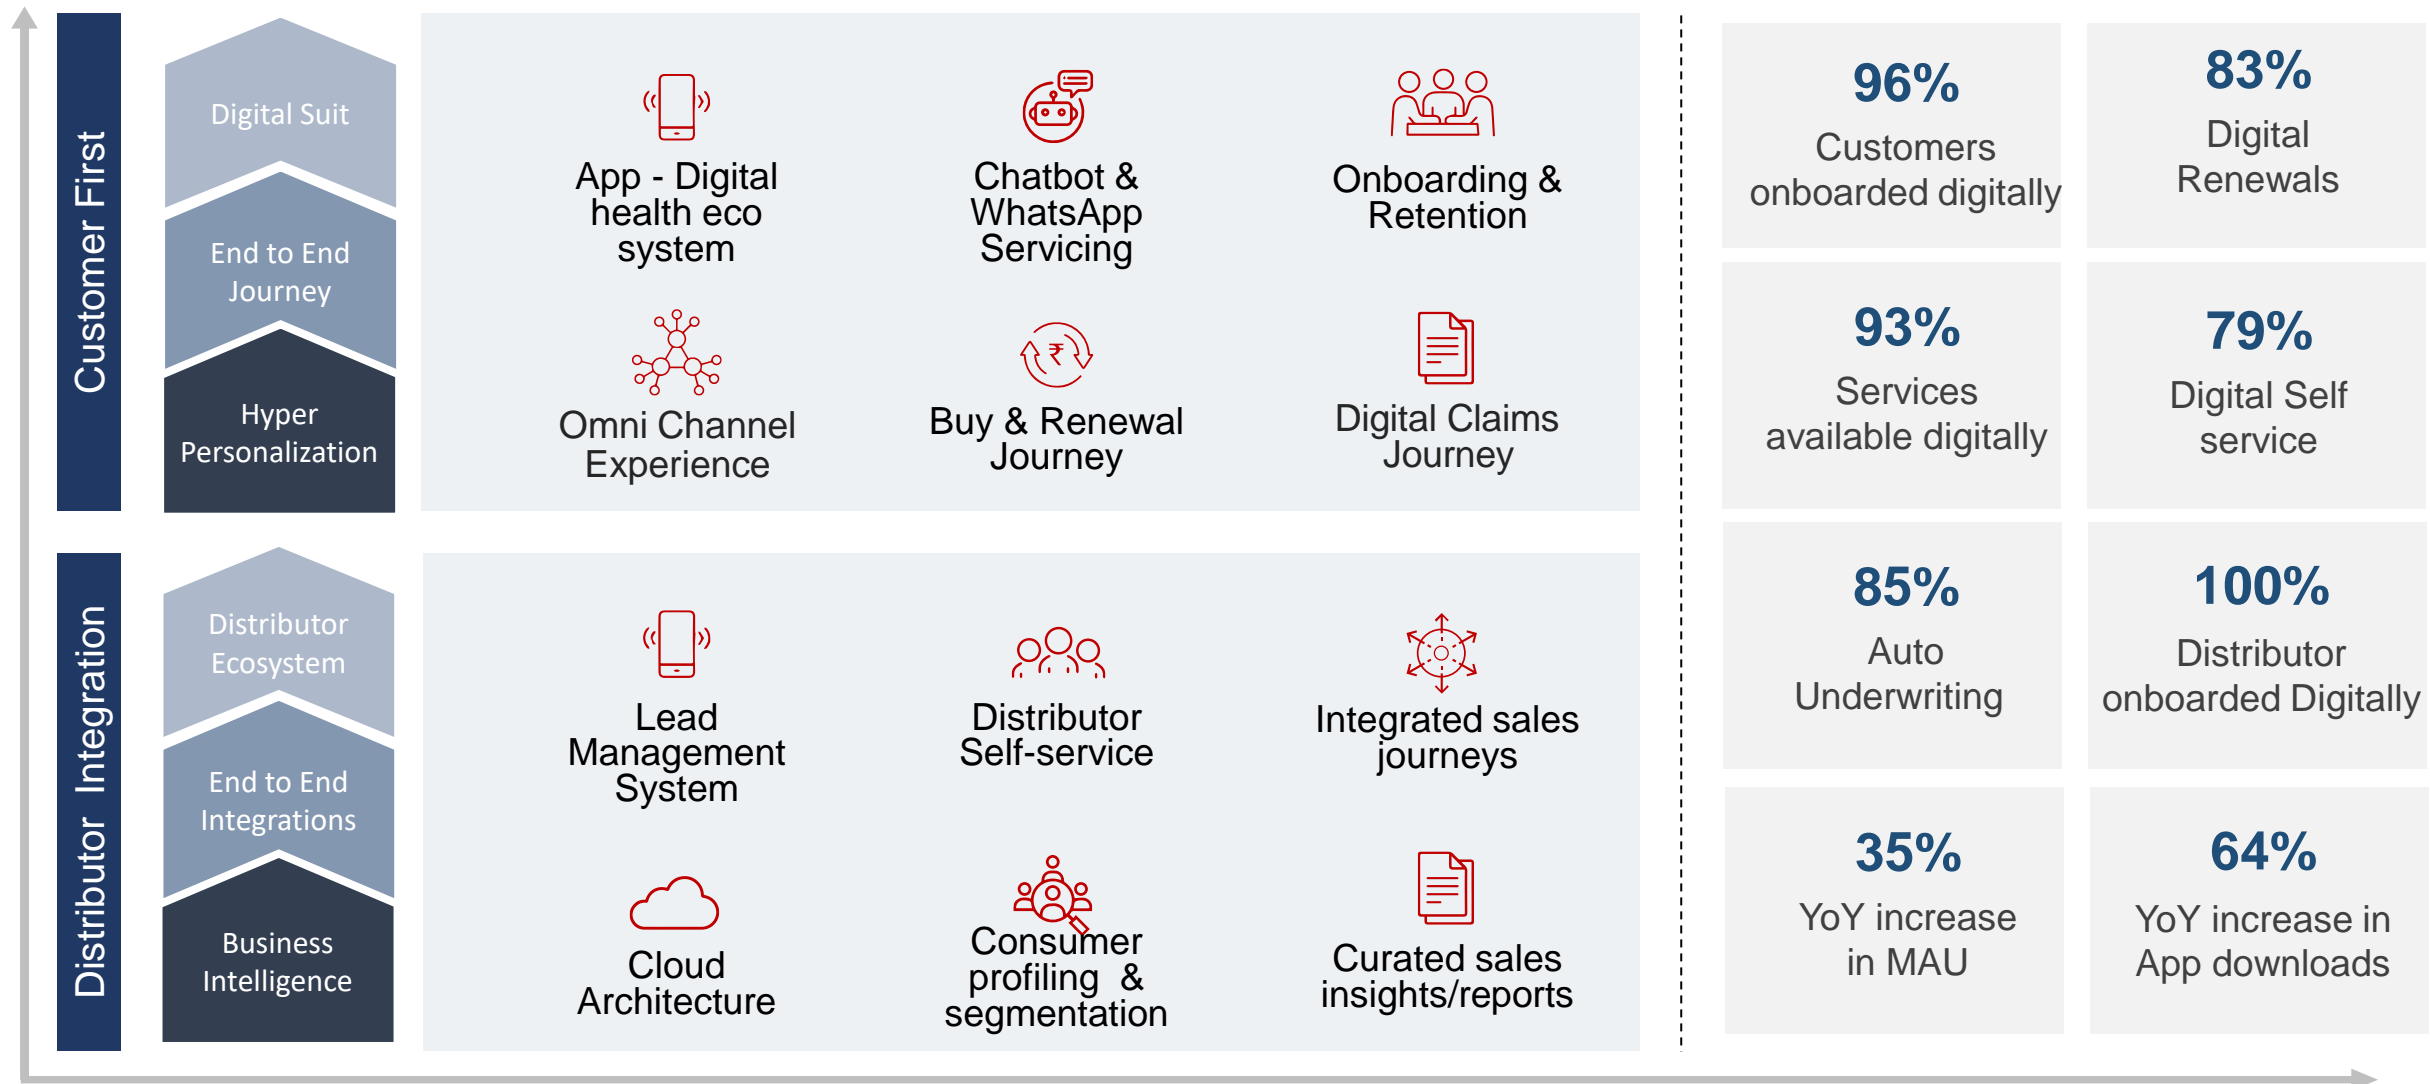 Customer First
Digital Suit
End to End
Journey
Hyper
Personalization
App - Digital
health eco
system
Chatbot &
WhatsApp
Servicing
Onboarding &
Retention
Omni Channel
Experience
₹
Buy & Renewal
Journey
Digital Claims
Journey
Distributor Integration
Distributor
Ecosystem
End to End
Integrations
Business
Intelligence
Lead
Management
System
Distributor
Self-service
Integrated sales
journeys
Cloud
Architecture
Consumer
profiling &
segmentation
Curated sales
insights/reports
96%
Customers
onboarded digitally
83%
Digital
Renewals
93%
Services
available digitally
79%
Digital Self
service
85%
Auto
Underwriting
100%
Distributor
onboarded Digitally
35%
YoY increase
in MAU
64%
YoY increase in
App downloads